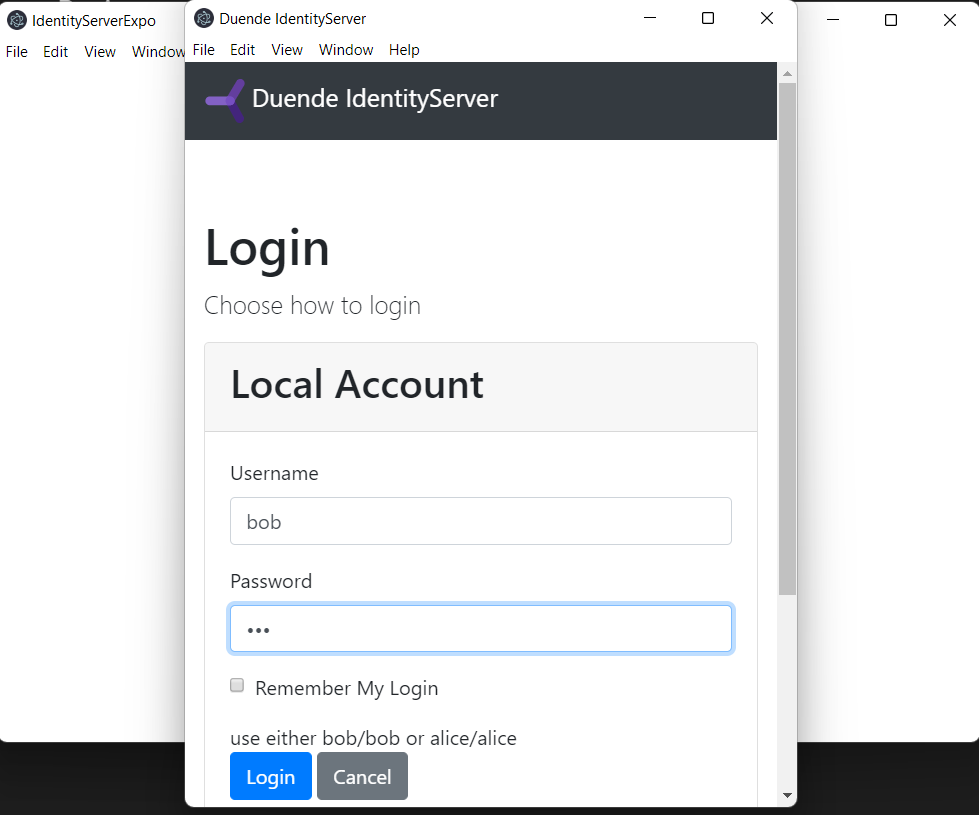 IdentityServerExpo
File Edit View Window
Duende IdentityServer
File Edit View Window Help
Duende IdentityServer
Login
Choose how to login
Local Account
Username
bob
Password
•••
Remember My Login
use either bob/bob or alice/alice
Login Cancel